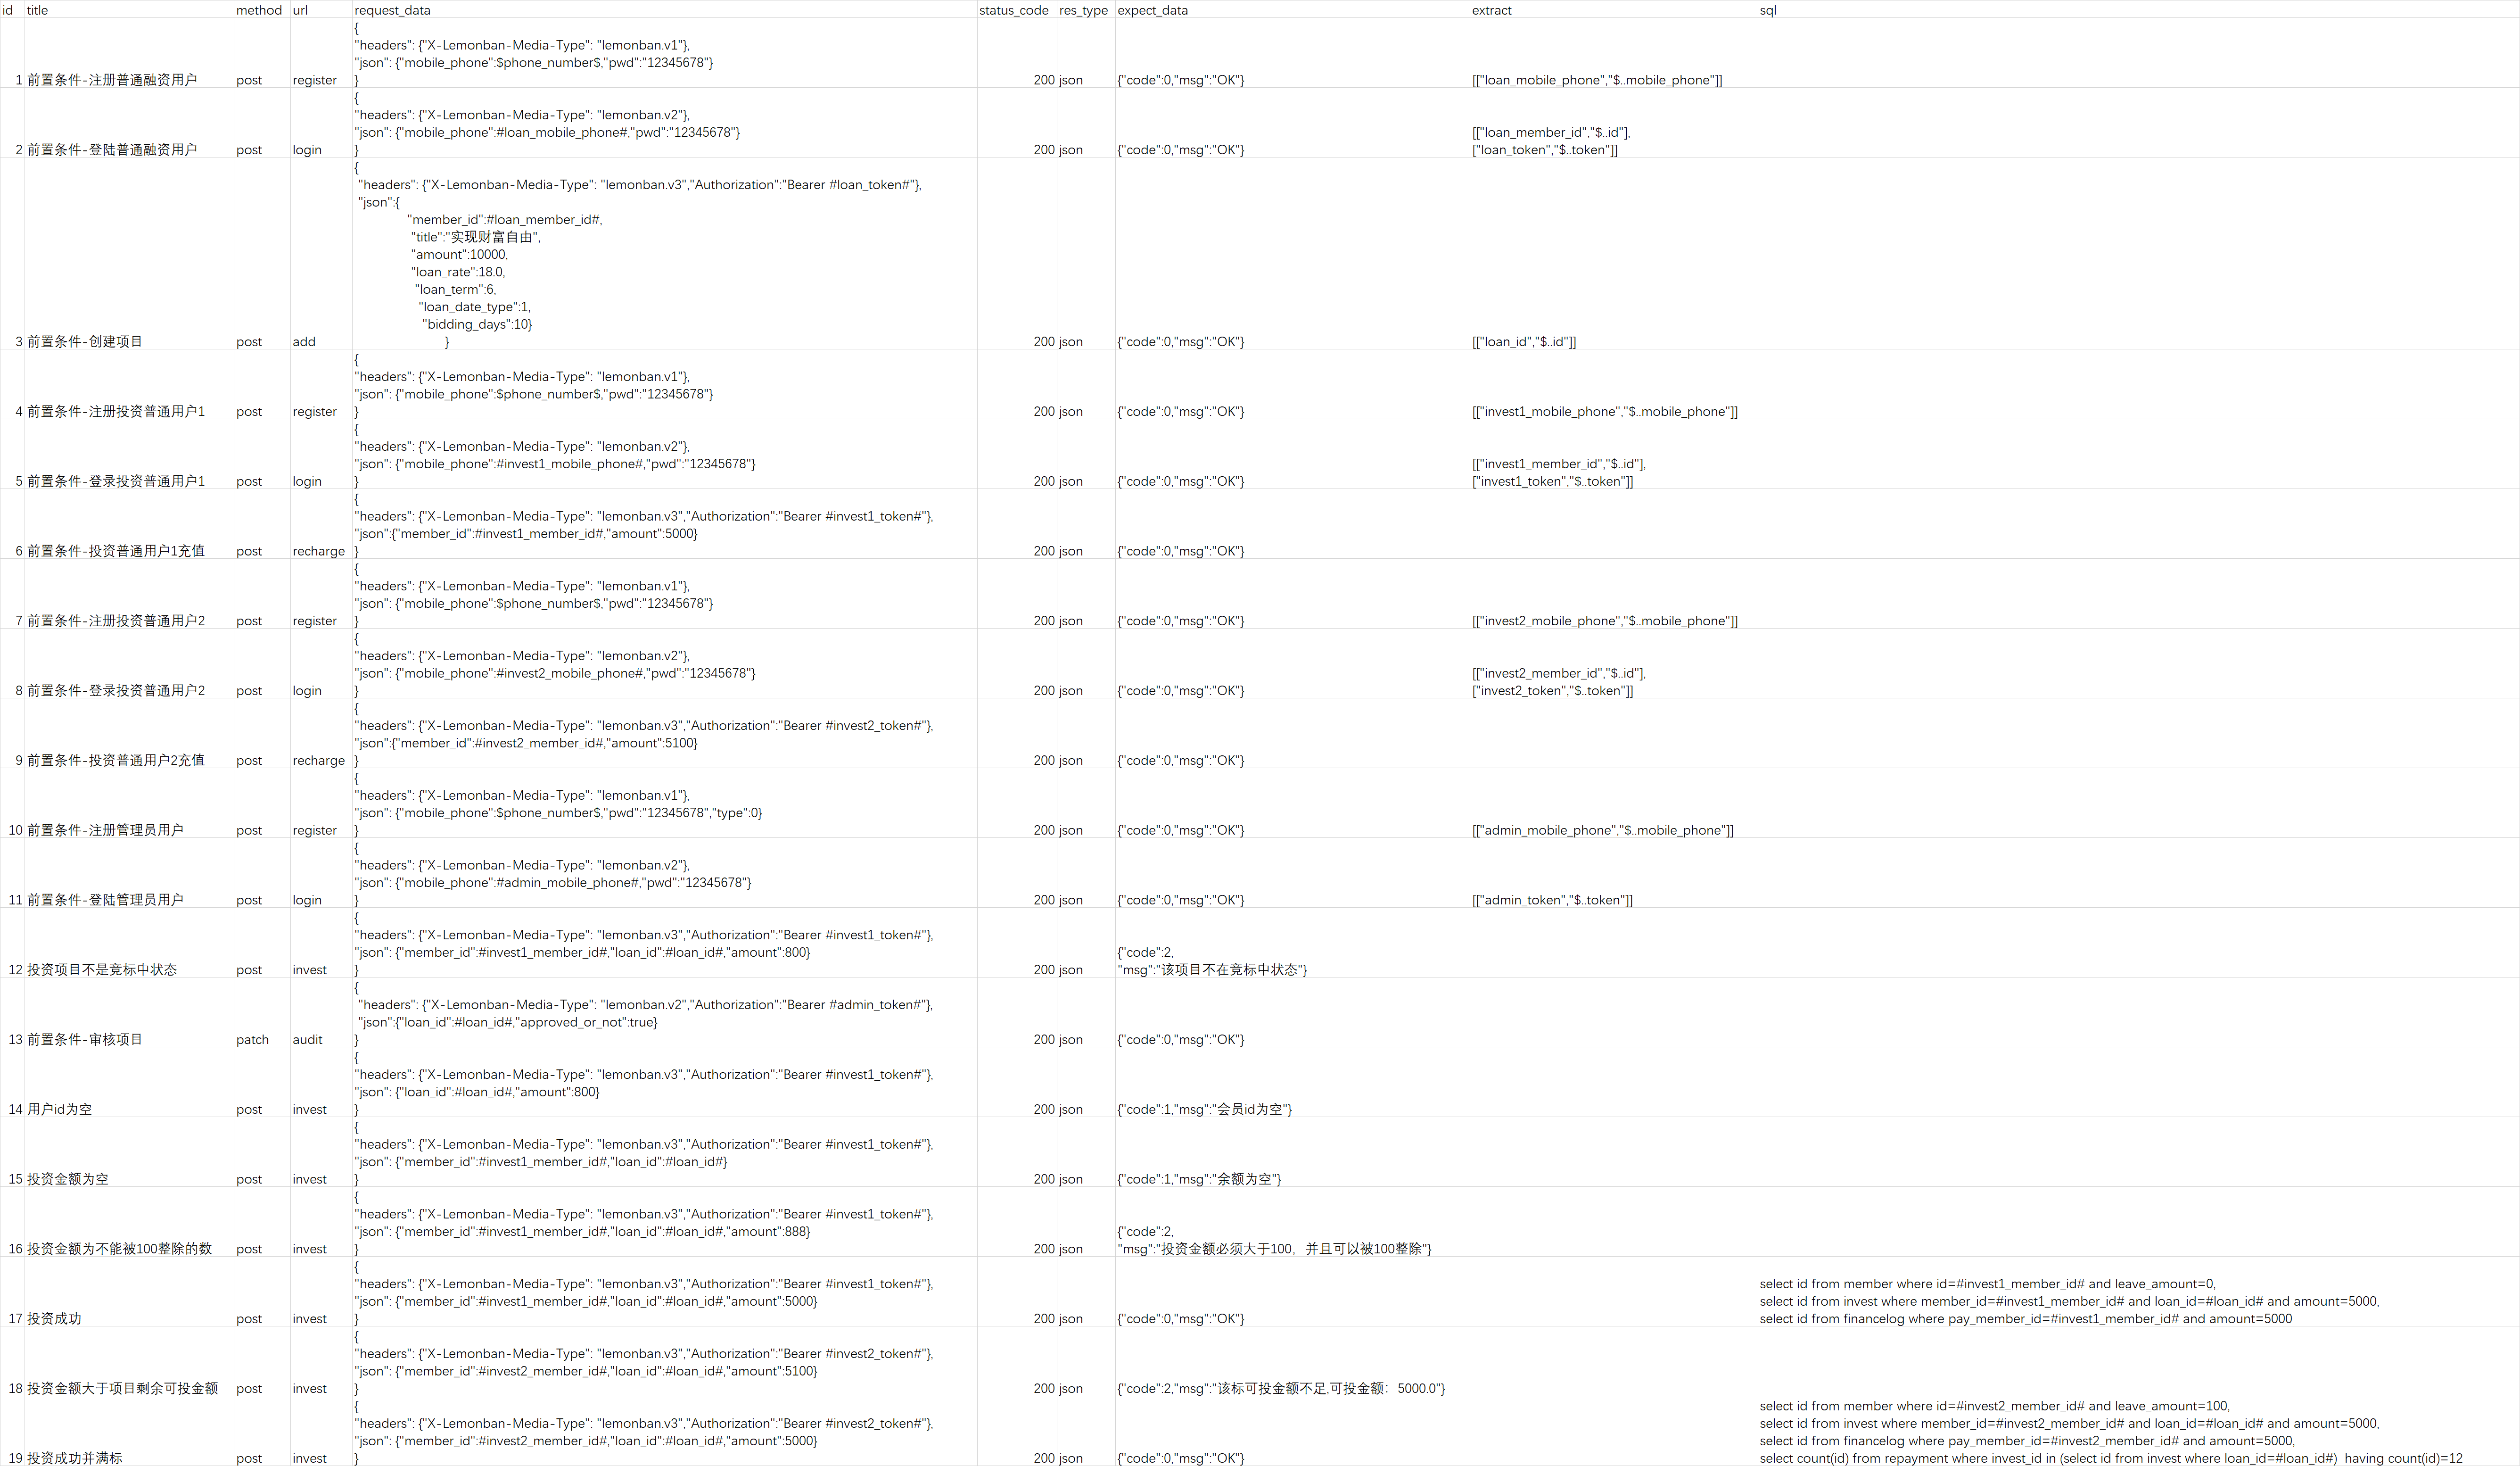 id title method url request_data status_code res_type expect_data extract sql
{
"headers": {"X-Lemonban-Media-Type": "lemonban.v1"},
"json": {"mobile_phone":$phone_number$,"pwd":"12345678"}
1 前置条件-注册普通融资用户 post register } 200 json {"code":0,"msg":"OK"} [["loan_mobile_phone","$..mobile_phone"]]
{
"headers": {"X-Lemonban-Media-Type": "lemonban.v2"},
"json": {"mobile_phone":#loan_mobile_phone#,"pwd":"12345678"} [["loan_member_id","$..id"],
2 前置条件-登陆普通融资用户 post login } 200 json {"code":0,"msg":"OK"} ["loan_token","$..token"]]
{
"headers": {"X-Lemonban-Media-Type": "lemonban.v3","Authorization":"Bearer #loan_token#"},
"json":{
"member_id":#loan_member_id#,
"title":"实现财富自由",
"amount":10000,
"loan_rate":18.0,
"loan_term":6,
"loan_date_type":1,
"bidding_days":10}
3 前置条件-创建项目 post add } 200 json {"code":0,"msg":"OK"} [["loan_id","$..id"]]
{
"headers": {"X-Lemonban-Media-Type": "lemonban.v1"},
"json": {"mobile_phone":$phone_number$,"pwd":"12345678"}
4 前置条件-注册投资普通用户1 post register } 200 json {"code":0,"msg":"OK"} [["invest1_mobile_phone","$..mobile_phone"]]
{
"headers": {"X-Lemonban-Media-Type": "lemonban.v2"},
"json": {"mobile_phone":#invest1_mobile_phone#,"pwd":"12345678"} [["invest1_member_id","$..id"],
5 前置条件-登录投资普通用户1 post login } 200 json {"code":0,"msg":"OK"} ["invest1_token","$..token"]]
{
"headers": {"X-Lemonban-Media-Type": "lemonban.v3","Authorization":"Bearer #invest1_token#"},
"json":{"member_id":#invest1_member_id#,"amount":5000}
6 前置条件-投资普通用户1充值 post recharge } 200 json {"code":0,"msg":"OK"}
{
"headers": {"X-Lemonban-Media-Type": "lemonban.v1"},
"json": {"mobile_phone":$phone_number$,"pwd":"12345678"}
7 前置条件-注册投资普通用户2 post register } 200 json {"code":0,"msg":"OK"} [["invest2_mobile_phone","$..mobile_phone"]]
{
"headers": {"X-Lemonban-Media-Type": "lemonban.v2"},
"json": {"mobile_phone":#invest2_mobile_phone#,"pwd":"12345678"} [["invest2_member_id","$..id"],
8 前置条件-登录投资普通用户2 post login } 200 json {"code":0,"msg":"OK"} ["invest2_token","$..token"]]
{
"headers": {"X-Lemonban-Media-Type": "lemonban.v3","Authorization":"Bearer #invest2_token#"},
"json":{"member_id":#invest2_member_id#,"amount":5100}
9 前置条件-投资普通用户2充值 post recharge } 200 json {"code":0,"msg":"OK"}
{
"headers": {"X-Lemonban-Media-Type": "lemonban.v1"},
"json": {"mobile_phone":$phone_number$,"pwd":"12345678","type":0}
10 前置条件-注册管理员用户 post register } 200 json {"code":0,"msg":"OK"} [["admin_mobile_phone","$..mobile_phone"]]
{
"headers": {"X-Lemonban-Media-Type": "lemonban.v2"},
"json": {"mobile_phone":#admin_mobile_phone#,"pwd":"12345678"}
11 前置条件-登陆管理员用户 post login } 200 json {"code":0,"msg":"OK"} [["admin_token","$..token"]]
{
"headers": {"X-Lemonban-Media-Type": "lemonban.v3","Authorization":"Bearer #invest1_token#"},
"json": {"member_id":#invest1_member_id#,"loan_id":#loan_id#,"amount":800} {"code":2,
12 投资项目不是竞标中状态 post invest } 200 json "msg":"该项目不在竞标中状态"}
{
"headers": {"X-Lemonban-Media-Type": "lemonban.v2","Authorization":"Bearer #admin_token#"},
"json":{"loan_id":#loan_id#,"approved_or_not":true}
13 前置条件-审核项目 patch audit } 200 json {"code":0,"msg":"OK"}
{
"headers": {"X-Lemonban-Media-Type": "lemonban.v3","Authorization":"Bearer #invest1_token#"},
"json": {"loan_id":#loan_id#,"amount":800}
14 用户id为空 post invest } 200 json {"code":1,"msg":"会员id为空"}
{
"headers": {"X-Lemonban-Media-Type": "lemonban.v3","Authorization":"Bearer #invest1_token#"},
"json": {"member_id":#invest1_member_id#,"loan_id":#loan_id#}
15 投资金额为空 post invest } 200 json {"code":1,"msg":"余额为空"}
{
"headers": {"X-Lemonban-Media-Type": "lemonban.v3","Authorization":"Bearer #invest1_token#"},
"json": {"member_id":#invest1_member_id#,"loan_id":#loan_id#,"amount":888} {"code":2,
16 投资金额为不能被100整除的数 post invest } 200 json "msg":"投资金额必须大于100，并且可以被100整除"}
{
"headers": {"X-Lemonban-Media-Type": "lemonban.v3","Authorization":"Bearer #invest1_token#"}, select id from member where id=#invest1_member_id# and leave_amount=0,
"json": {"member_id":#invest1_member_id#,"loan_id":#loan_id#,"amount":5000} select id from invest where member_id=#invest1_member_id# and loan_id=#loan_id# and amount=5000,
17 投资成功 post invest } 200 json {"code":0,"msg":"OK"} select id from financelog where pay_member_id=#invest1_member_id# and amount=5000
{
"headers": {"X-Lemonban-Media-Type": "lemonban.v3","Authorization":"Bearer #invest2_token#"},
"json": {"member_id":#invest2_member_id#,"loan_id":#loan_id#,"amount":5100}
18 投资金额大于项目剩余可投金额 post invest } 200 json {"code":2,"msg":"该标可投金额不足,可投金额：5000.0"}
{ select id from member where id=#invest2_member_id# and leave_amount=100,
"headers": {"X-Lemonban-Media-Type": "lemonban.v3","Authorization":"Bearer #invest2_token#"}, select id from invest where member_id=#invest2_member_id# and loan_id=#loan_id# and amount=5000,
"json": {"member_id":#invest2_member_id#,"loan_id":#loan_id#,"amount":5000} select id from financelog where pay_member_id=#invest2_member_id# and amount=5000,
19 投资成功并满标 post invest } 200 json {"code":0,"msg":"OK"} select count(id) from repayment where invest_id in (select id from invest where loan_id=#loan_id#)  having count(id)=12